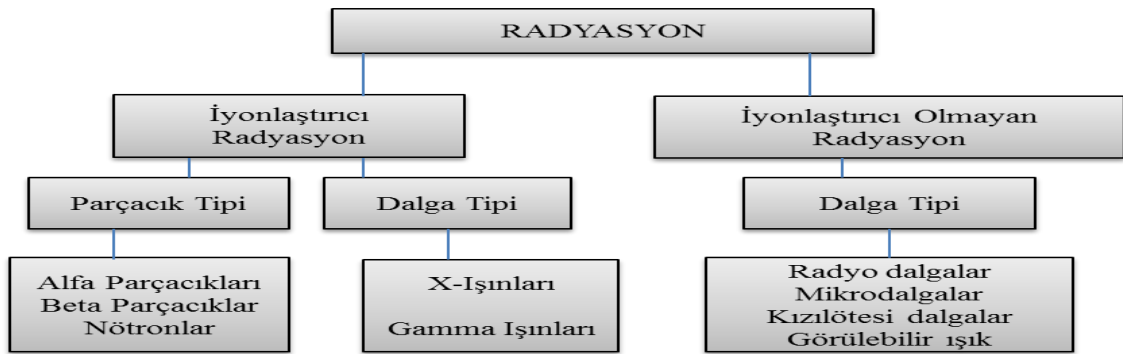 RADYASYON
İyonlaştırıcı
Radyasyon
İyonlaştırıcı Olmayan
Radyasyon
Parçacık Tipi
Dalga Tipi
Dalga Tipi
Alfa Parçacıkları
Beta Parçacıklar
Nötronlar
X-Işınları
Gamma Işınları
Radyo dalgalar
Mikrodalgalar
Kızılötesi dalgalar
Görülebilir ışık